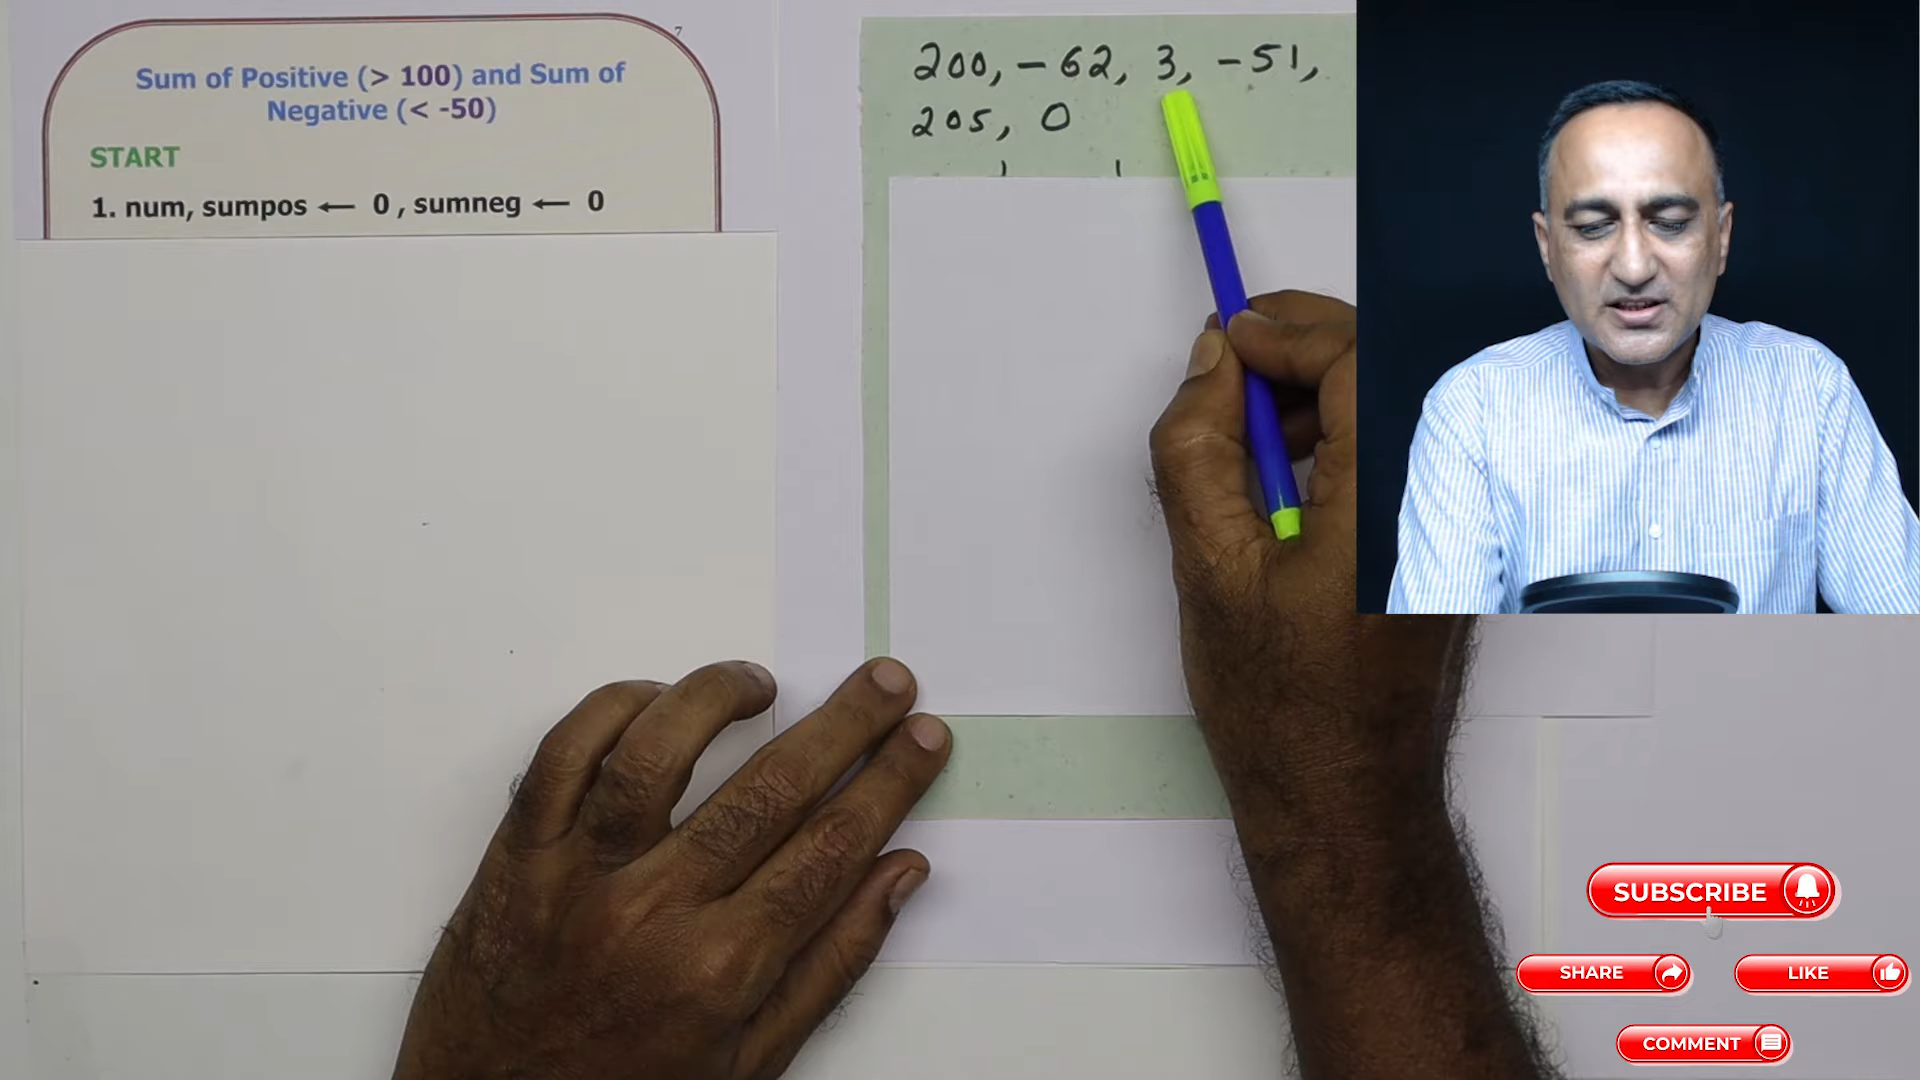 7
Sum of Positive (> 100) and Sum of
Negative (< -50)
START
1. num, sumpos ← 0 , sumneg ← 0
200, - 62, 3, - 51,
205, 0
SUBSCRIBE
SHARE
LIKE
COMMENT